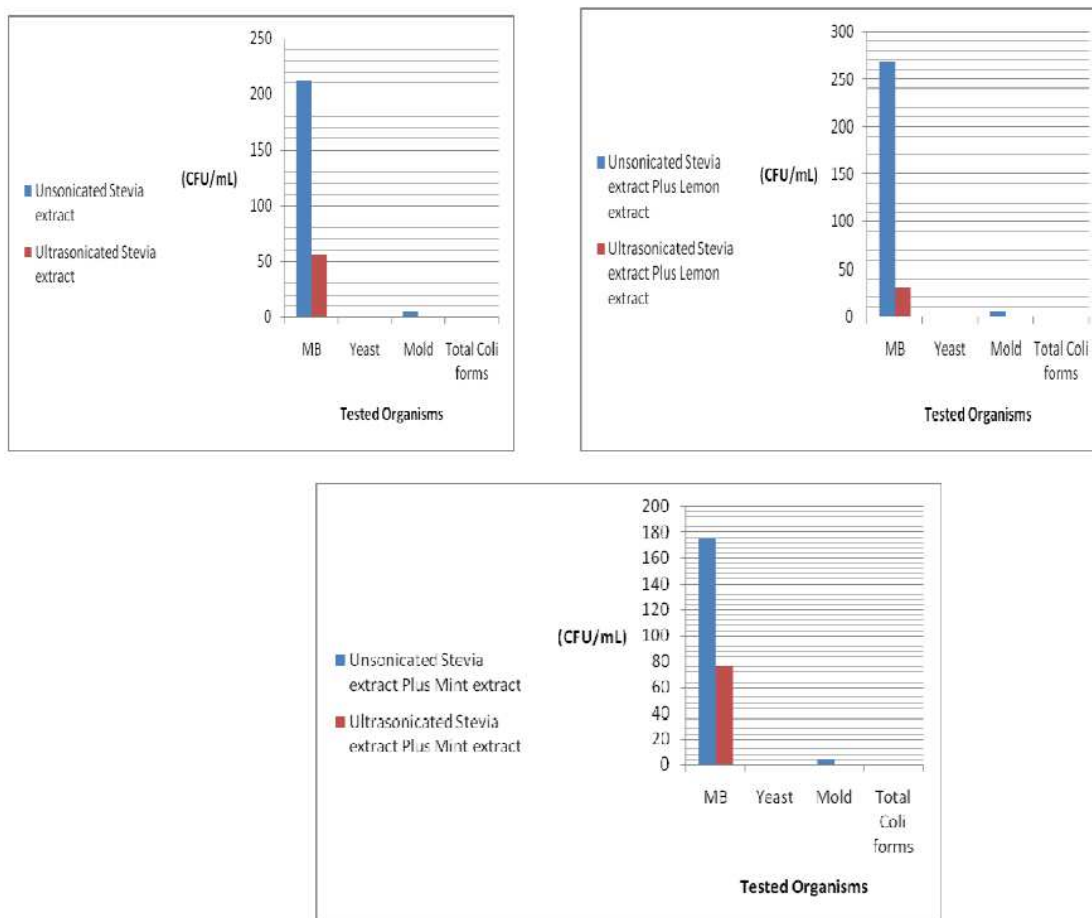 250
200
150
100
50
0
(CFU/mL)
Unsonicated Stevia
extract
Ultrasonicated Stevia
extract
MB Yeast Mold Total Coli
forms
Tested Organisms
300
250
200
150
100
50
0
(CFU/mL)
Unsonicated Stevia
extract Plus Lemon
extract
Ultrasonicated Stevia
extract Plus Lemon
extract
MB Yeast Mold Total Coli
forms
Tested Organisms
200
180
160
140
120
100
80
60
40
20
0
(CFU/mL)
Unsonicated Stevia
extract Plus Mint extract
Ultrasonicated Stevia
extract Plus Mint extract
MB Yeast Mold Total
Coli
forms
Tested Organisms